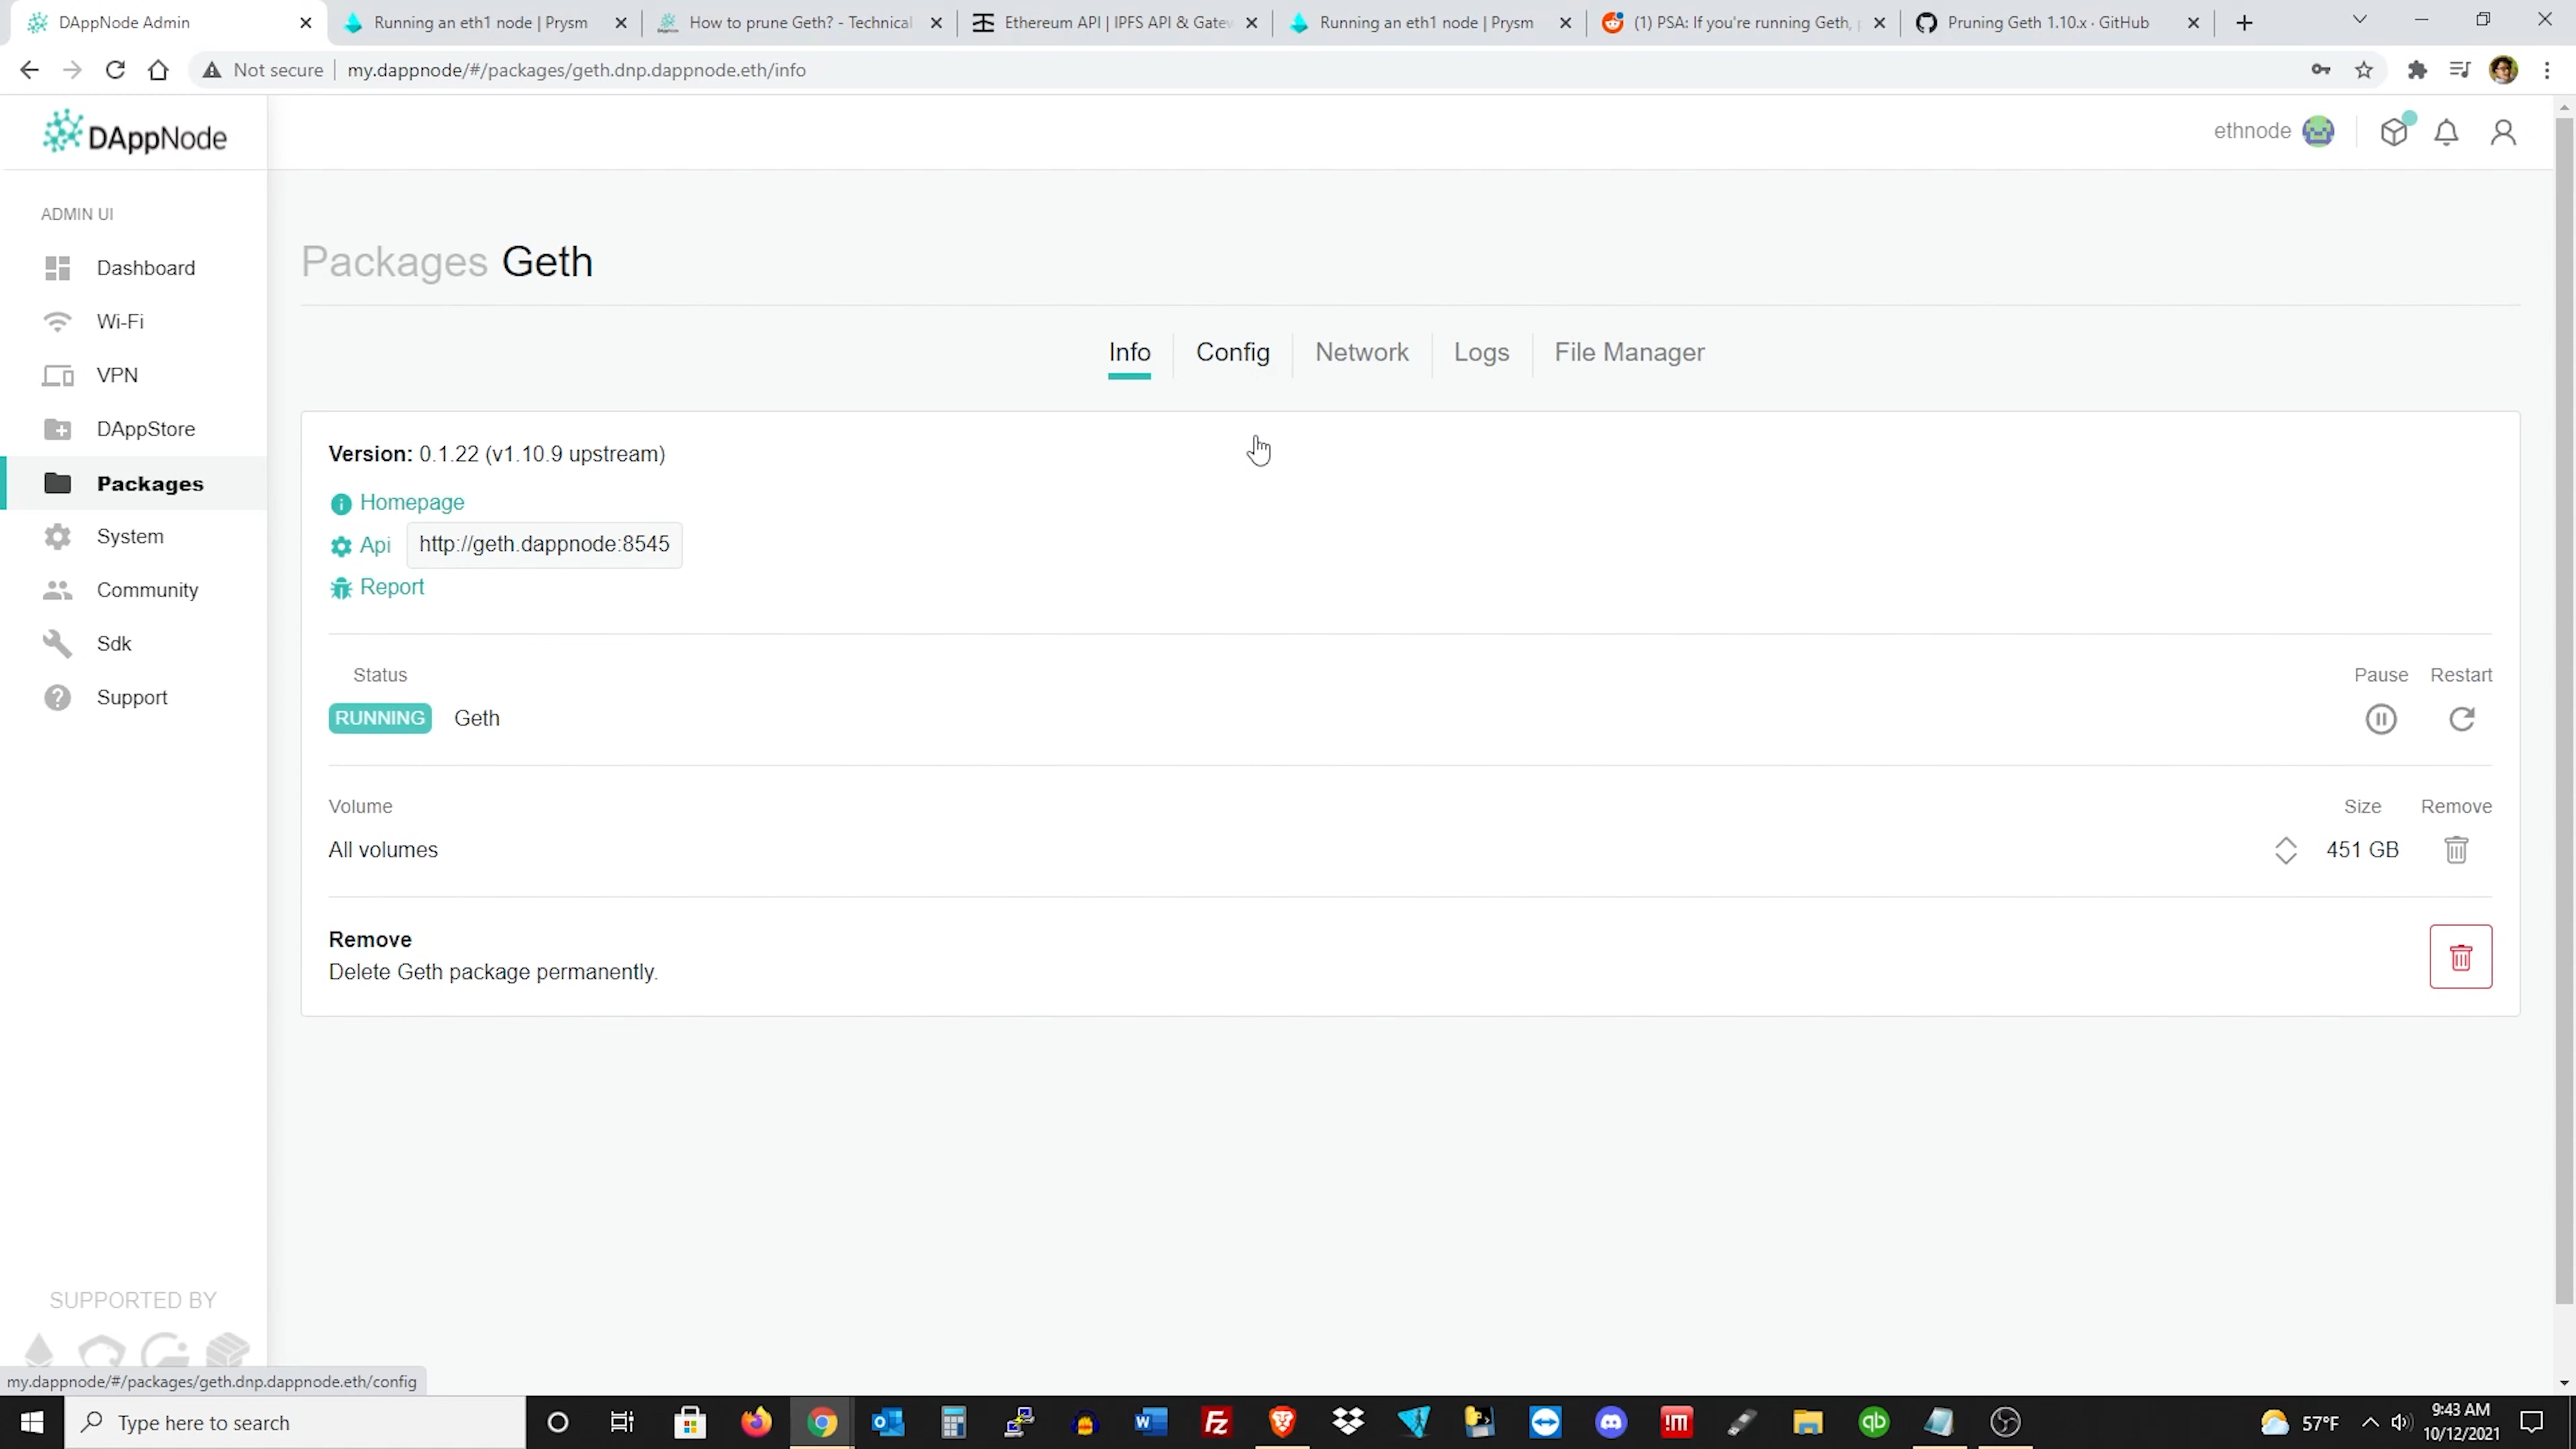 DAppNode Admin
Running an eth1 node | Prysm
How to prune Geth? - Technical
Ethereum API | IPFS API & Gatew
Running an eth1 node | Prysm
(1) PSA: If you're running Geth, p
Pruning Geth 1.10.x · GitHub
Not secure
my.dappnode/#/packages/geth.dnp.dappnode.eth/info
DAppNode
ethnode
ADMIN UI
Dashboard
Wi-Fi
VPN
DAppStore
Packages
System
Community
Sdk
Support
SUPPORTED BY
Packages Geth
Info
Config
Network
Logs
File Manager
Version: 0.1.22 (v1.10.9 upstream)
Homepage
Api http://geth.dappnode:8545
Report
Status Pause Restart
RUNNING Geth
Volume Size Remove
All volumes 451 GB
Remove
Delete Geth package permanently.
my.dappnode/#/packages/geth.dnp.dappnode.eth/config
Type here to search
57°F
9:43 AM
10/12/2021